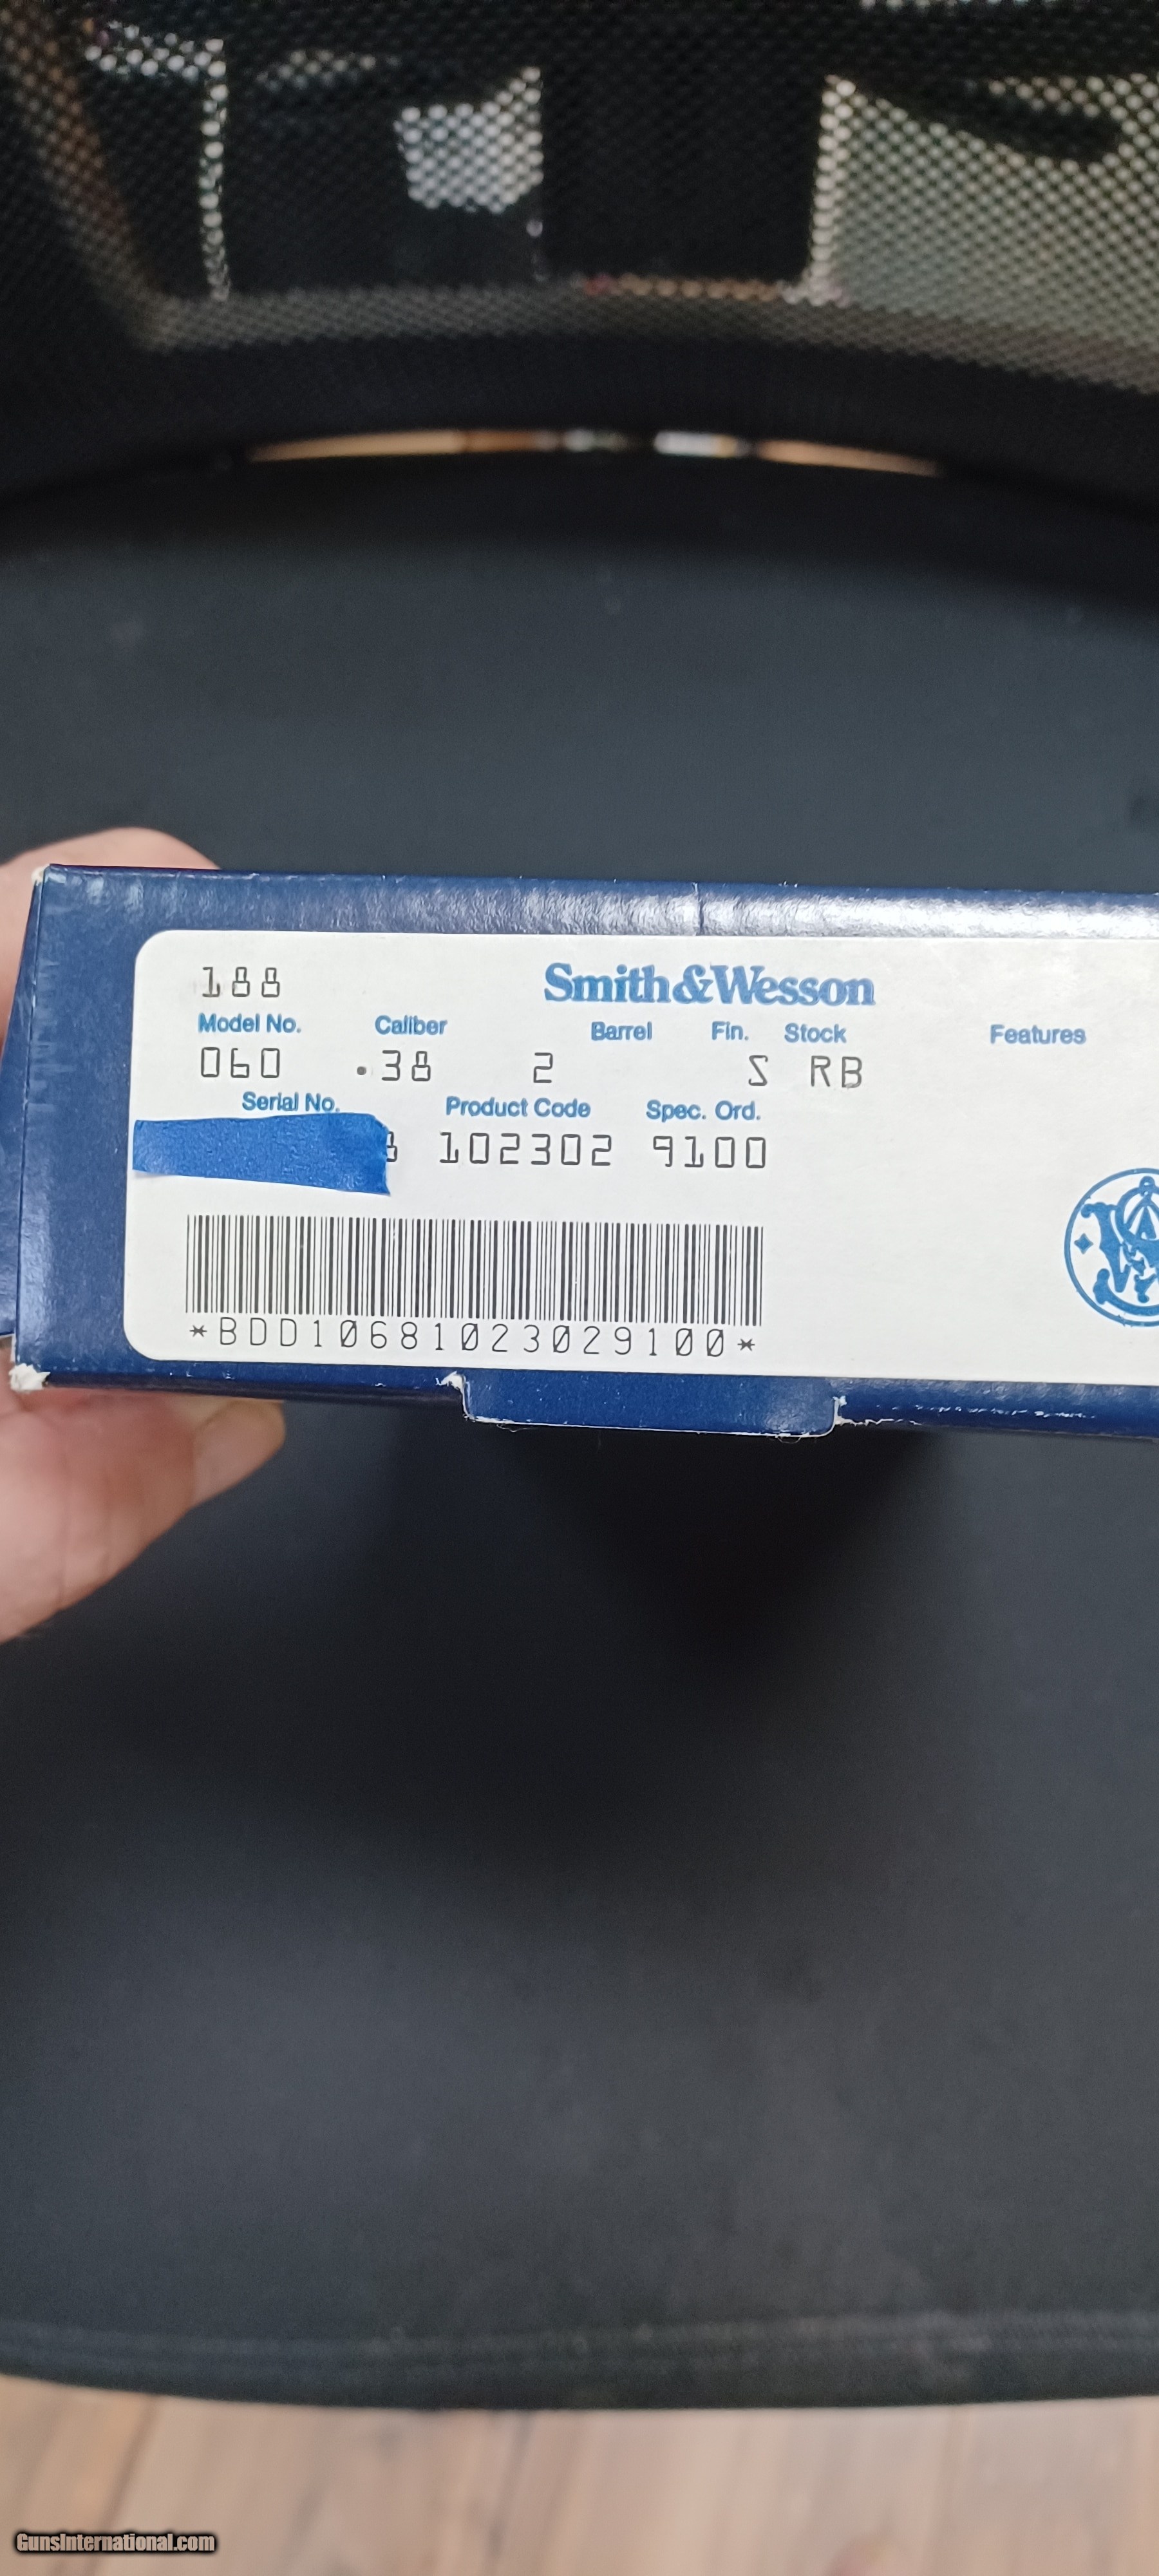 188
Smith&Wesson
Model No. Caliber Barrel Fin. Stock Features
060 .38 2 S RB
Serial No. Product Code Spec. Ord.
8 102302 9100
*BDD10681023029100*
GunsInternational.com